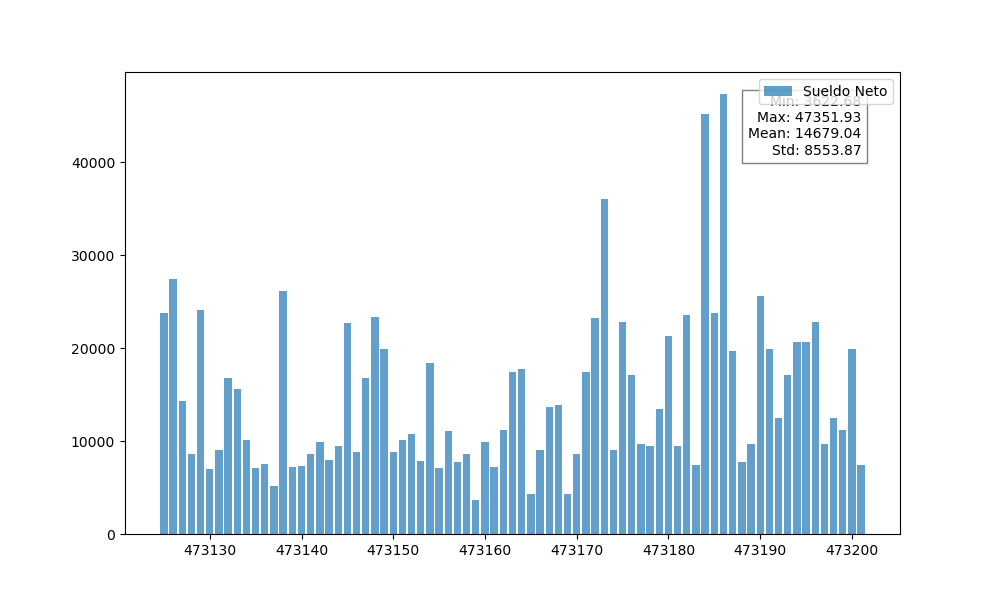 Sueldo Neto
Min: 3622.68
Max: 47351.93
Mean: 14679.04
Std: 8553.87
40000
30000
20000
10000
0
473130 473140 473150 473160 473170 473180 473190 473200